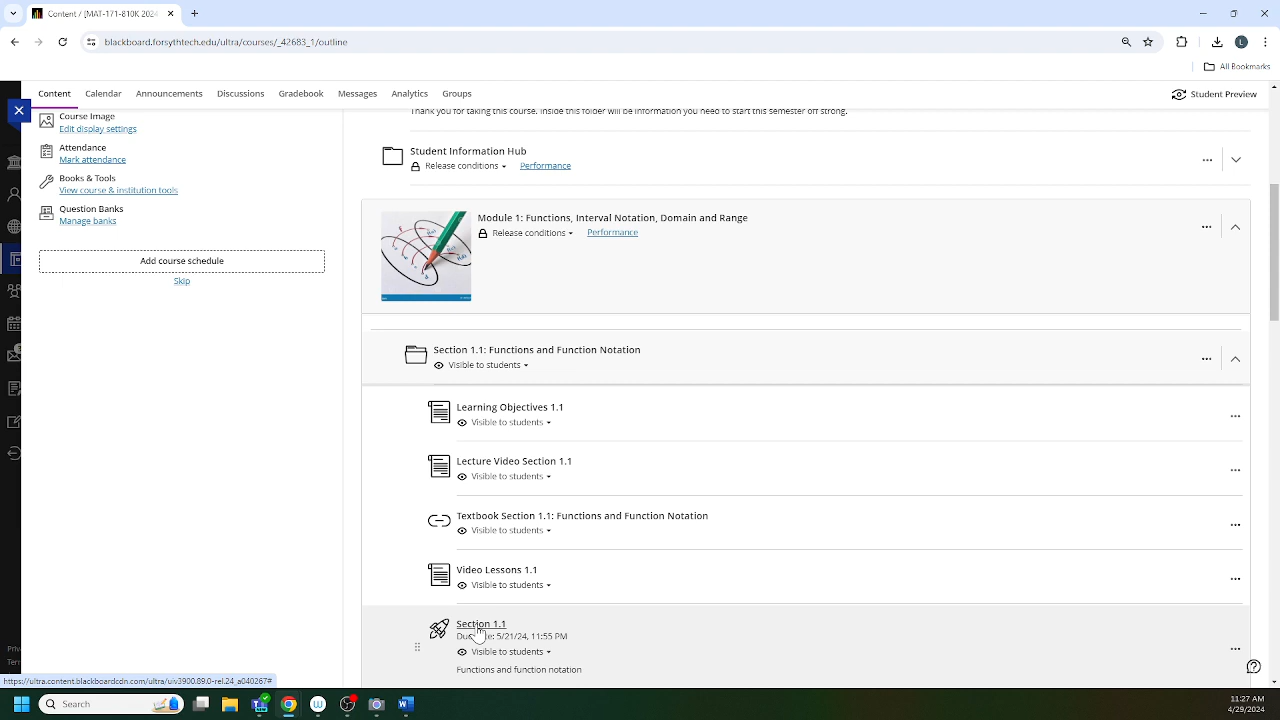 Content / [MAT-171-810K 2024
blackboard.forsythtech.edu/ultra/courses/_42683_1/outline
All Bookmarks
Content Calendar Announcements Discussions Gradebook Messages Analytics Groups
Student Preview
Course Image
Edit display settings
Attendance
Mark attendance
Books & Tools
View course & institution tools
Question Banks
Manage banks
Add course schedule
Skip
Thank you for taking this course. Inside this folder will be information you need to start this semester off strong.
Student Information Hub
Release conditions Performance
Module 1: Functions, Interval Notation, Domain and Range
Release conditions Performance
Section 1.1: Functions and Function Notation
Visible to students
Learning Objectives 1.1
Visible to students
Lecture Video Section 1.1
Visible to students
Textbook Section 1.1: Functions and Function Notation
Visible to students
Video Lessons 1.1
Visible to students
Section 1.1
5/21/24, 11:55 PM
Visible to students
Functions and function notation
Priv
Ter
https://ultra.content.blackboardcdn.com/ultra/uiv3900.89.0-rel.24_a040267#
Search
11:27 AM
4/29/2024